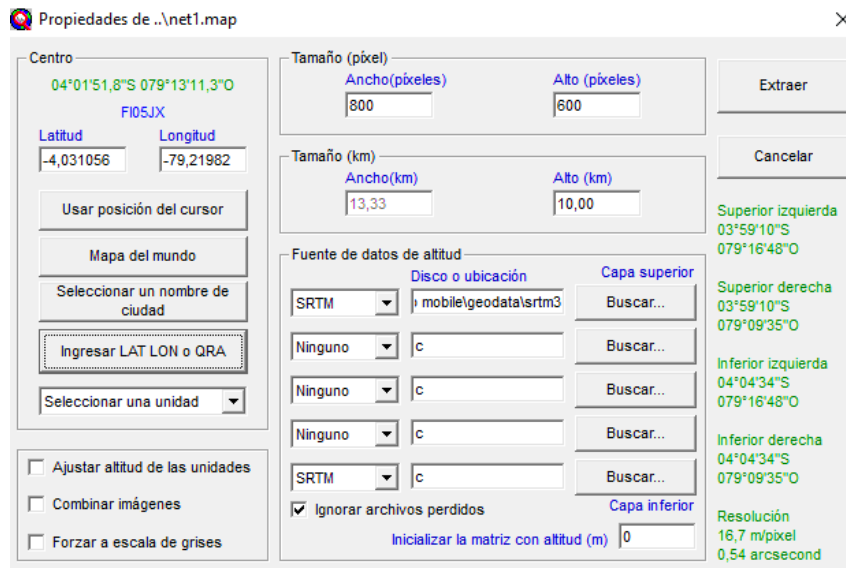 Propiedades de ..\net1.map
Centro
04°01'51,8"S 079°13'11,3"O
FI05JX
Latitud Longitud
-4,031056 -79,21982
Usar posición del cursor
Mapa del mundo
Seleccionar un nombre de
ciudad
Ingresar LAT LON o QRA
Seleccionar una unidad
Ajustar altitud de las unidades
Combinar imágenes
Forzar a escala de grises
Tamaño (píxel)
Ancho(píxeles) Alto (píxeles)
800 600
Tamaño (km)
Ancho(km) Alto (km)
13,33 10,00
Fuente de datos de altitud
Disco o ubicación Capa superior
SRTM mobile\geodata\srtm3 Buscar...
Ninguno c Buscar...
Ninguno c Buscar...
Ninguno c Buscar...
SRTM c Buscar...
Ignorar archivos perdidos Capa inferior
Inicializar la matriz con altitud (m) 0
Extraer
Cancelar
Superior izquierda
03°59'10"S
079°16'48"O
Superior derecha
03°59'10"S
079°09'35"O
Inferior izquierda
04°04'34"S
079°16'48"O
Inferior derecha
04°04'34"S
079°09'35"O
Resolución
16,7 m/pixel
0,54 arcsecond